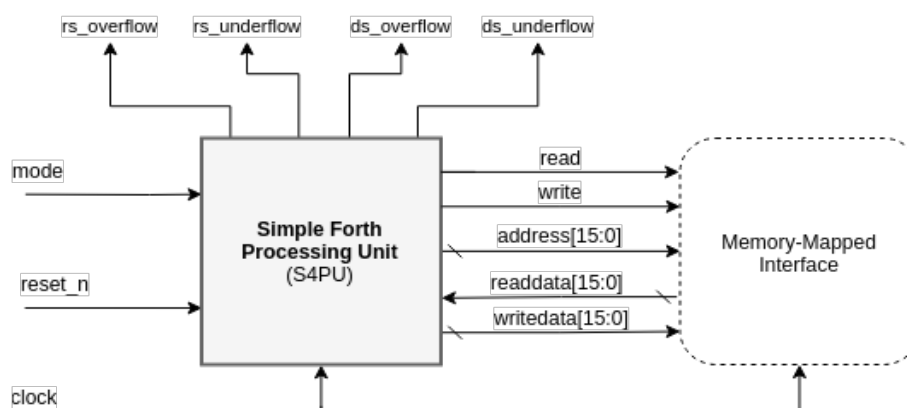 rs_overflow
rs_underflow
ds_overflow
ds_underflow
mode
read
write
Simple Forth
Processing Unit
(S4PU)
address[15:0]
Memory-Mapped
Interface
reset_n
readdata[15:0]
writedata[15:0]
clock